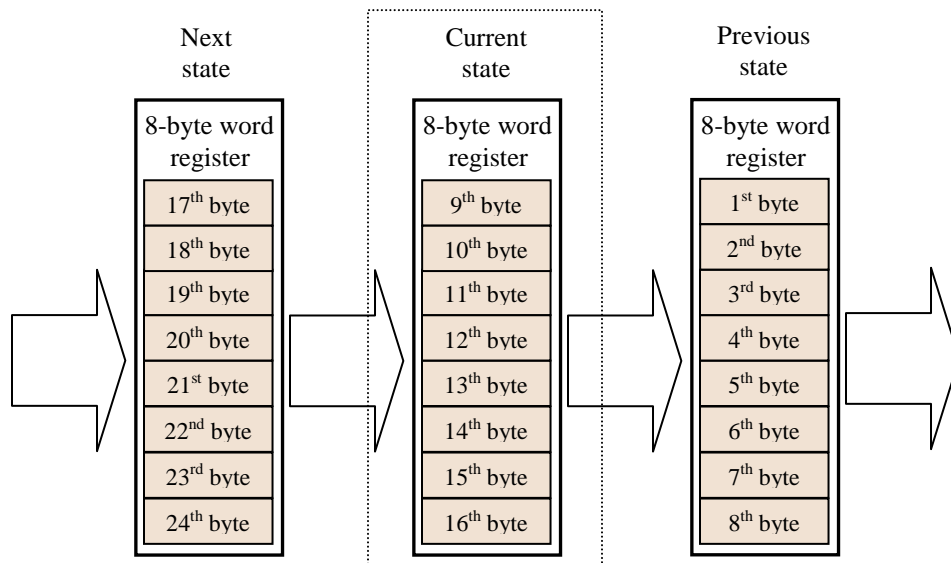 Next
state
8-byte word
register
17th byte
18th byte
19th byte
20th byte
21st byte
22nd byte
23rd byte
24th byte
Current
state
8-byte word
register
9th byte
10th byte
11th byte
12th byte
13th byte
14th byte
15th byte
16th byte
Previous
state
8-byte word
register
1st byte
2nd byte
3rd byte
4th byte
5th byte
6th byte
7th byte
8th byte